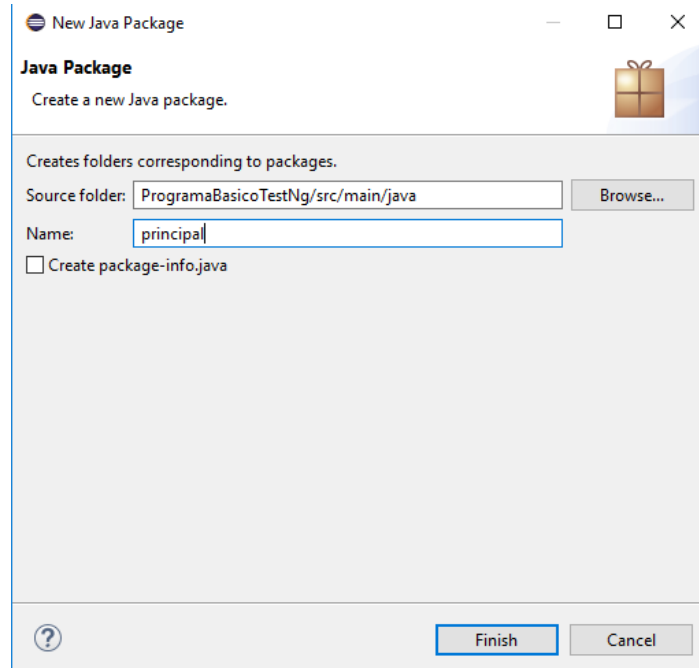 New Java Package
Java Package
Create a new Java package.
Creates folders corresponding to packages.
Source folder: ProgramaBasicoTestNg/src/main/java Browse...
Name: principal
Create package-info.java
? Finish Cancel